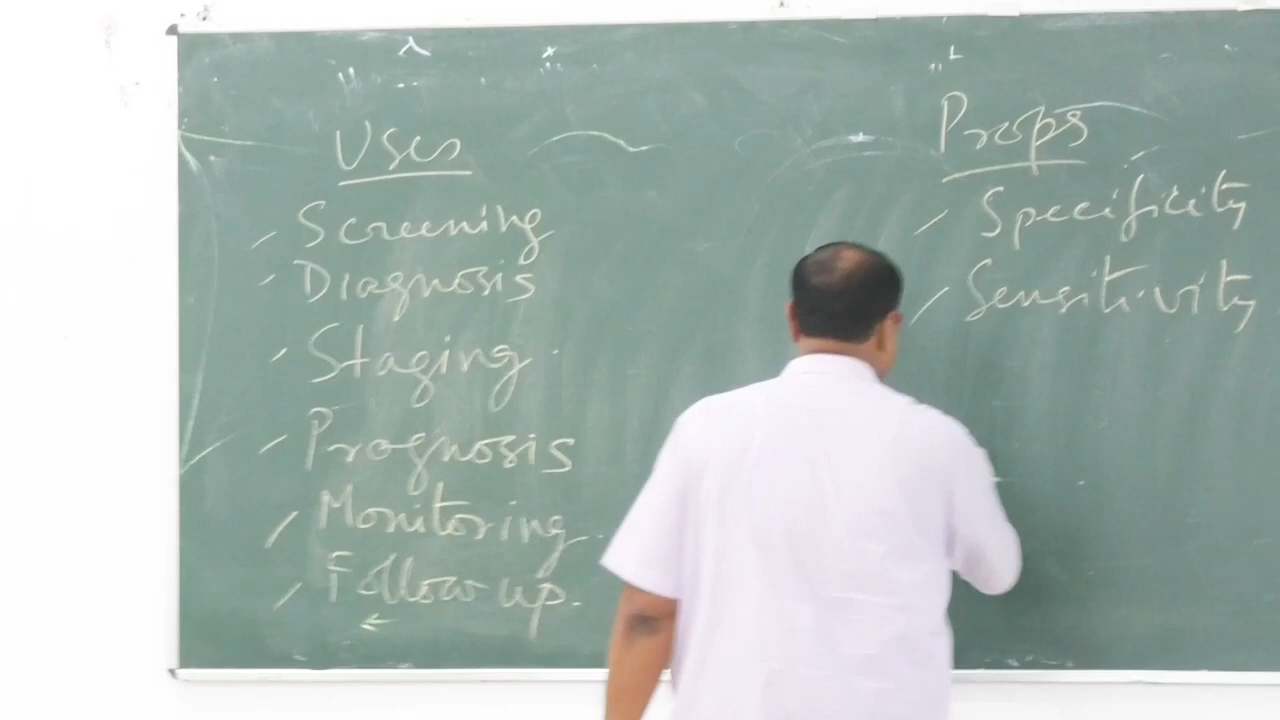 Uses
Screening
Diagnosis
Staging.
Prognosis
Monitoring.
Follow up.
Props
Specificity
Sensitivity